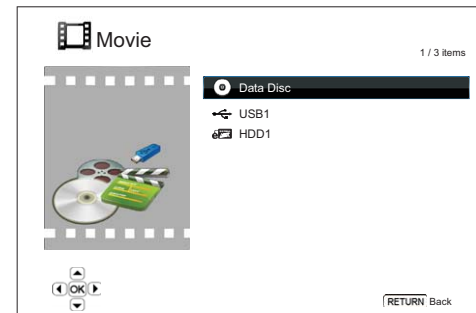 Movie
1 / 3 items
Data Disc
USB1
HDD1
OK
RETURN Back